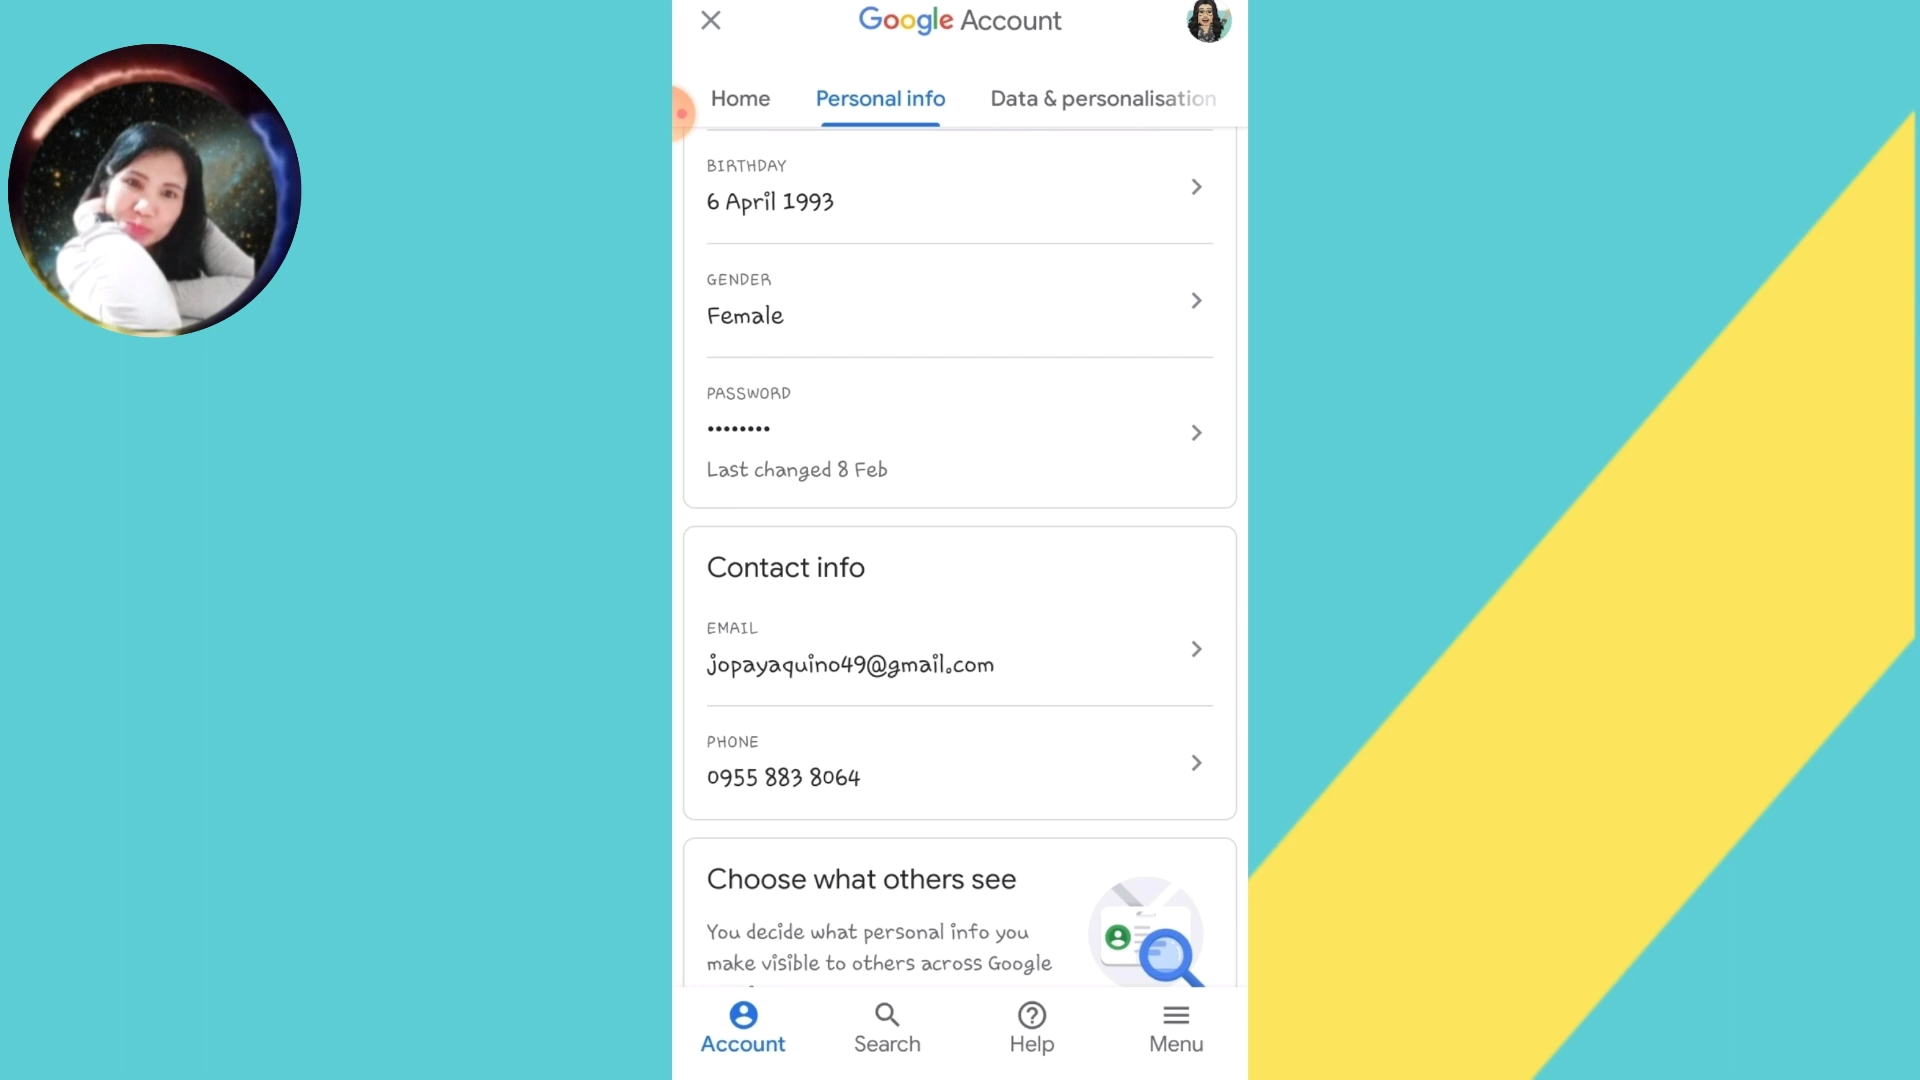 Google Account
Home Personal info Data & personalisation
BIRTHDAY
6 April 1993
GENDER
Female
PASSWORD
••••••••
Last changed 8 Feb
Contact info
EMAIL
jopayaquino49@gmail.com
PHONE
0955 883 8064
Choose what others see
You decide what personal info you
make visible to others across Google
Account Search Help Menu